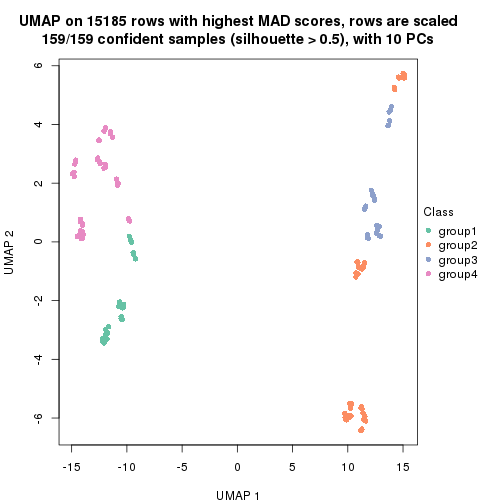 UMAP on 15185 rows with highest MAD scores, rows are scaled
159/159 confident samples (silhouette > 0.5), with 10 PCs
6
4
2
0
-2
-4
-6
UMAP 2
-15
-10
-5
0
5
10
15
UMAP 1
Class
group1
group2
group3
group4